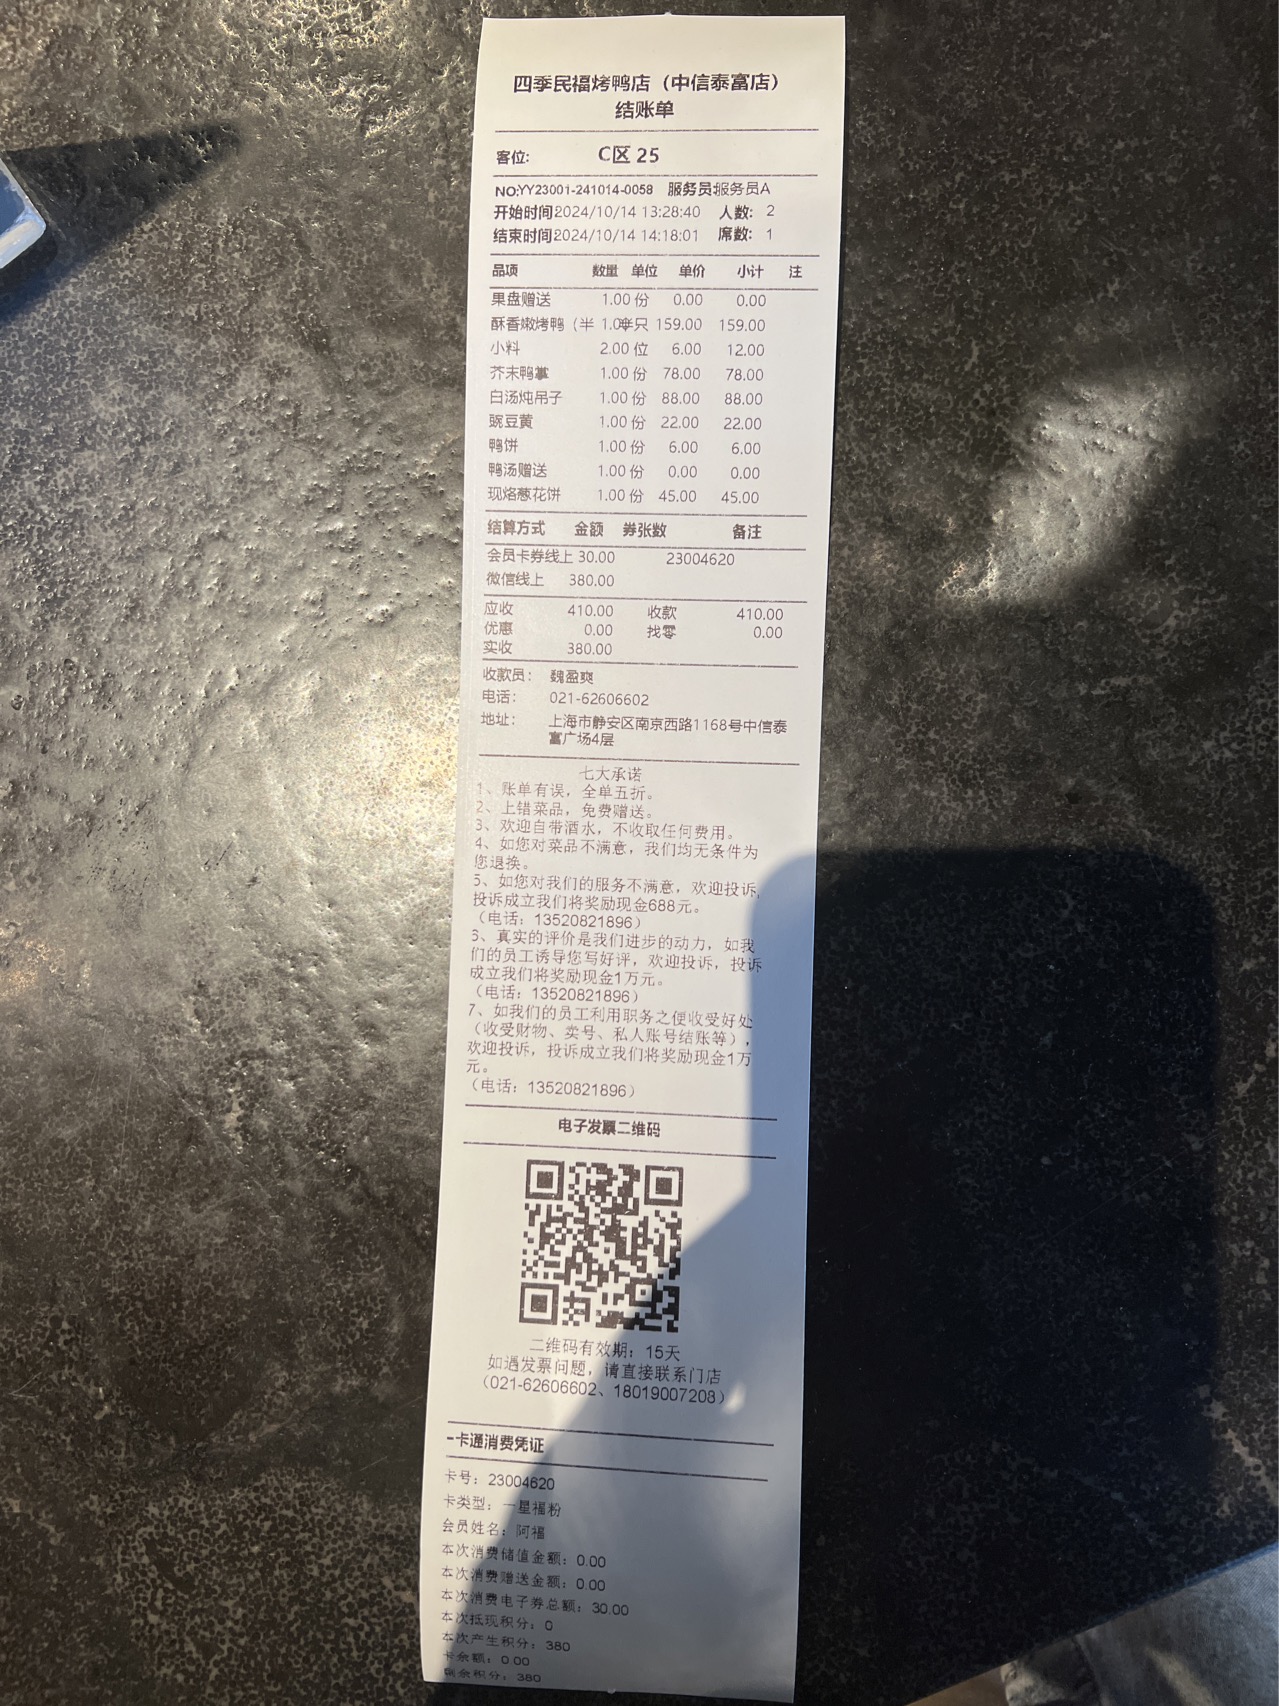 四季民福烤鸭店（中信泰富店）
结账单
客位: C区 25
NO:YY23001-241014-0058 服务员:服务员A
开始时间2024/10/14 13:28:40 人数: 2
结束时间2024/10/14 14:18:01 席数: 1
品项 数量 单位 单价 小计 注
果盘赠送 1.00 份 0.00 0.00
酥香嫩烤鸭（半 1.00半只 159.00 159.00
小料 2.00 位 6.00 12.00
芥末鸭掌 1.00 份 78.00 78.00
白汤炖吊子 1.00 份 88.00 88.00
豌豆黄 1.00 份 22.00 22.00
鸭饼 1.00 份 6.00 6.00
鸭汤赠送 1.00 份 0.00 0.00
现烙葱花饼 1.00 份 45.00 45.00
结算方式 金额 券张数 备注
会员卡券线上 30.00 23004620
微信线上 380.00
应收 410.00 收款 410.00
优惠 0.00 找零 0.00
实收 380.00
收款员: 魏盈爽
电话: 021-62606602
地址: 上海市静安区南京西路1168号中信泰
富广场4层
七大承诺
1、账单有误，全单五折。
2、上错菜品，免费赠送。
3、欢迎自带酒水，不收取任何费用。
4、如您对菜品不满意，我们均无条件为
您退换。
5、如您对我们的服务不满意，欢迎投诉,
投诉成立我们将奖励现金688元。
（电话：13520821896）
6、真实的评价是我们进步的动力，如我
们的员工诱导您写好评，欢迎投诉，投诉
成立我们将奖励现金1万元。
（电话：13520821896）
7、如我们的员工利用职务之便收受好处
（收受财物、卖号、私人账号结账等），
欢迎投诉，投诉成立我们将奖励现金1万
元。
（电话：13520821896）
电子发票二维码
二维码有效期：15天
如遇发票问题，请直接联系门店
（021-62606602、18019007208）
一卡通消费凭证
卡号：23004620
卡类型：一星福粉
会员姓名：阿福
本次消费储值金额：0.00
本次消费赠送金额：0.00
本次消费电子券总额：30.00
本次抵现积分：0
本次产生积分：380
卡余额：0.00
剩余积分：380